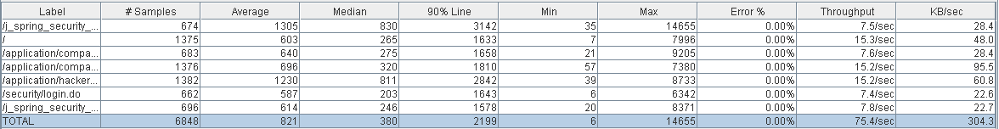 Label # Samples Average Median 90% Line Min Max Error % Throughput KB/sec
/j_spring_security_... 674 1305 830 3142 35 14655 0.00% 7.5/sec 28.4
/ 1375 603 265 1633 7 7996 0.00% 15.3/sec 48.0
/application/compa... 683 640 275 1658 21 9205 0.00% 7.6/sec 28.4
/application/compa... 1376 696 320 1810 57 7380 0.00% 15.2/sec 95.5
/application/hacker... 1382 1230 811 2842 39 8733 0.00% 15.2/sec 60.8
/security/login.do 662 587 203 1643 6 6342 0.00% 7.4/sec 22.6
/j_spring_security_... 696 614 246 1578 20 8371 0.00% 7.8/sec 22.7
TOTAL 6848 821 380 2199 6 14655 0.00% 75.4/sec 304.3